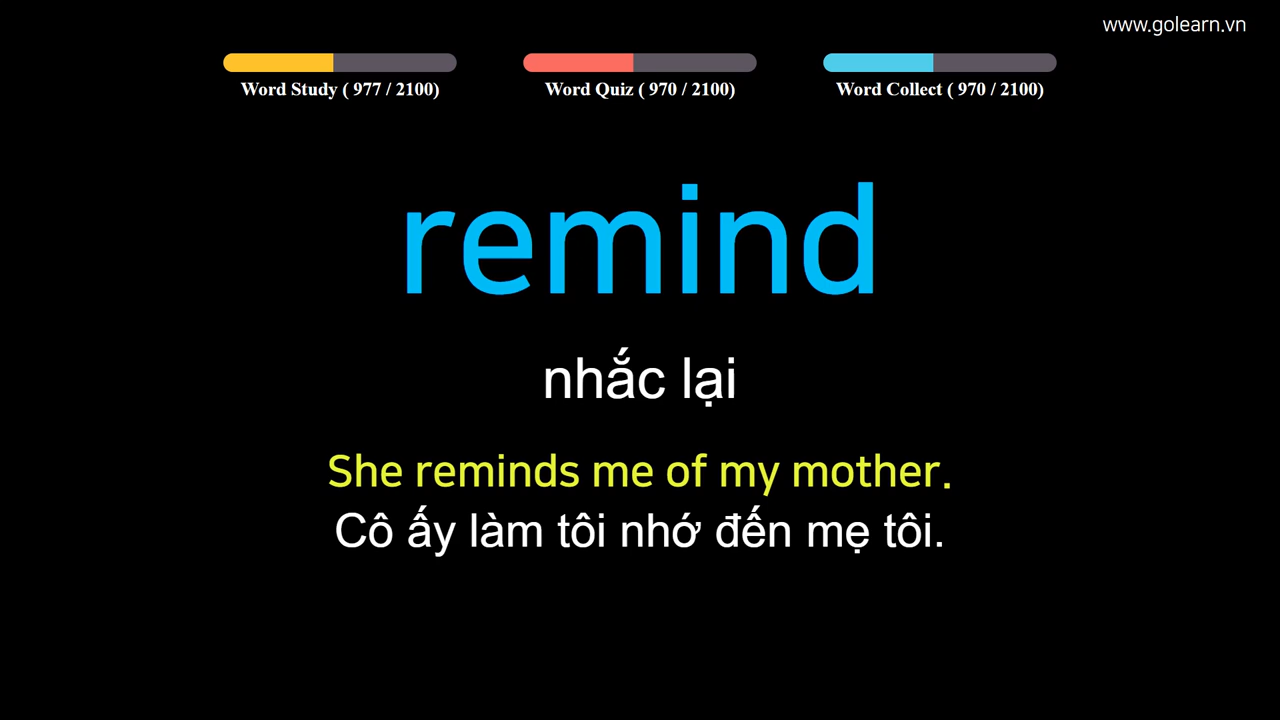 www.golearn.vn
Word Study ( 977 / 2100)
Word Quiz ( 970 / 2100)
Word Collect ( 970 / 2100)
remind
nhắc lại
She reminds me of my mother.
Cô ấy làm tôi nhớ đến mẹ tôi.